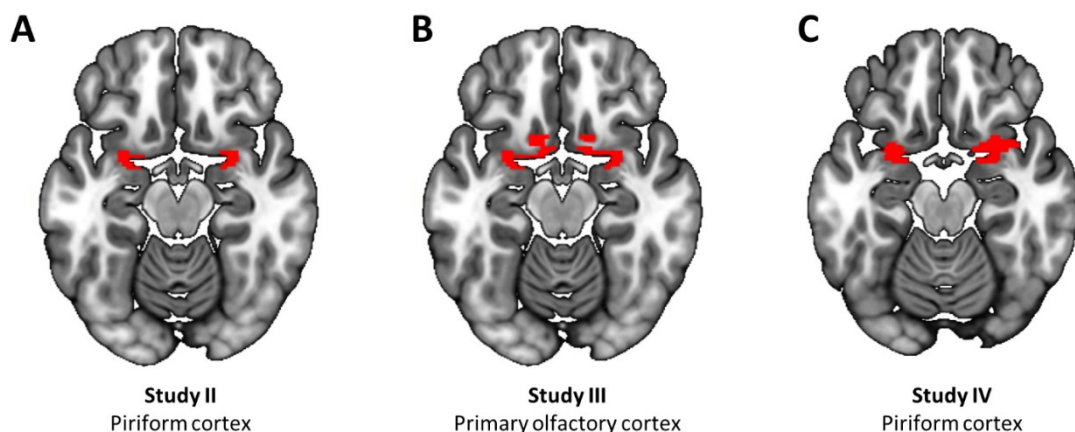 A
B
C
Study II
Piriform cortex
Study III
Primary olfactory cortex
Study IV
Piriform cortex